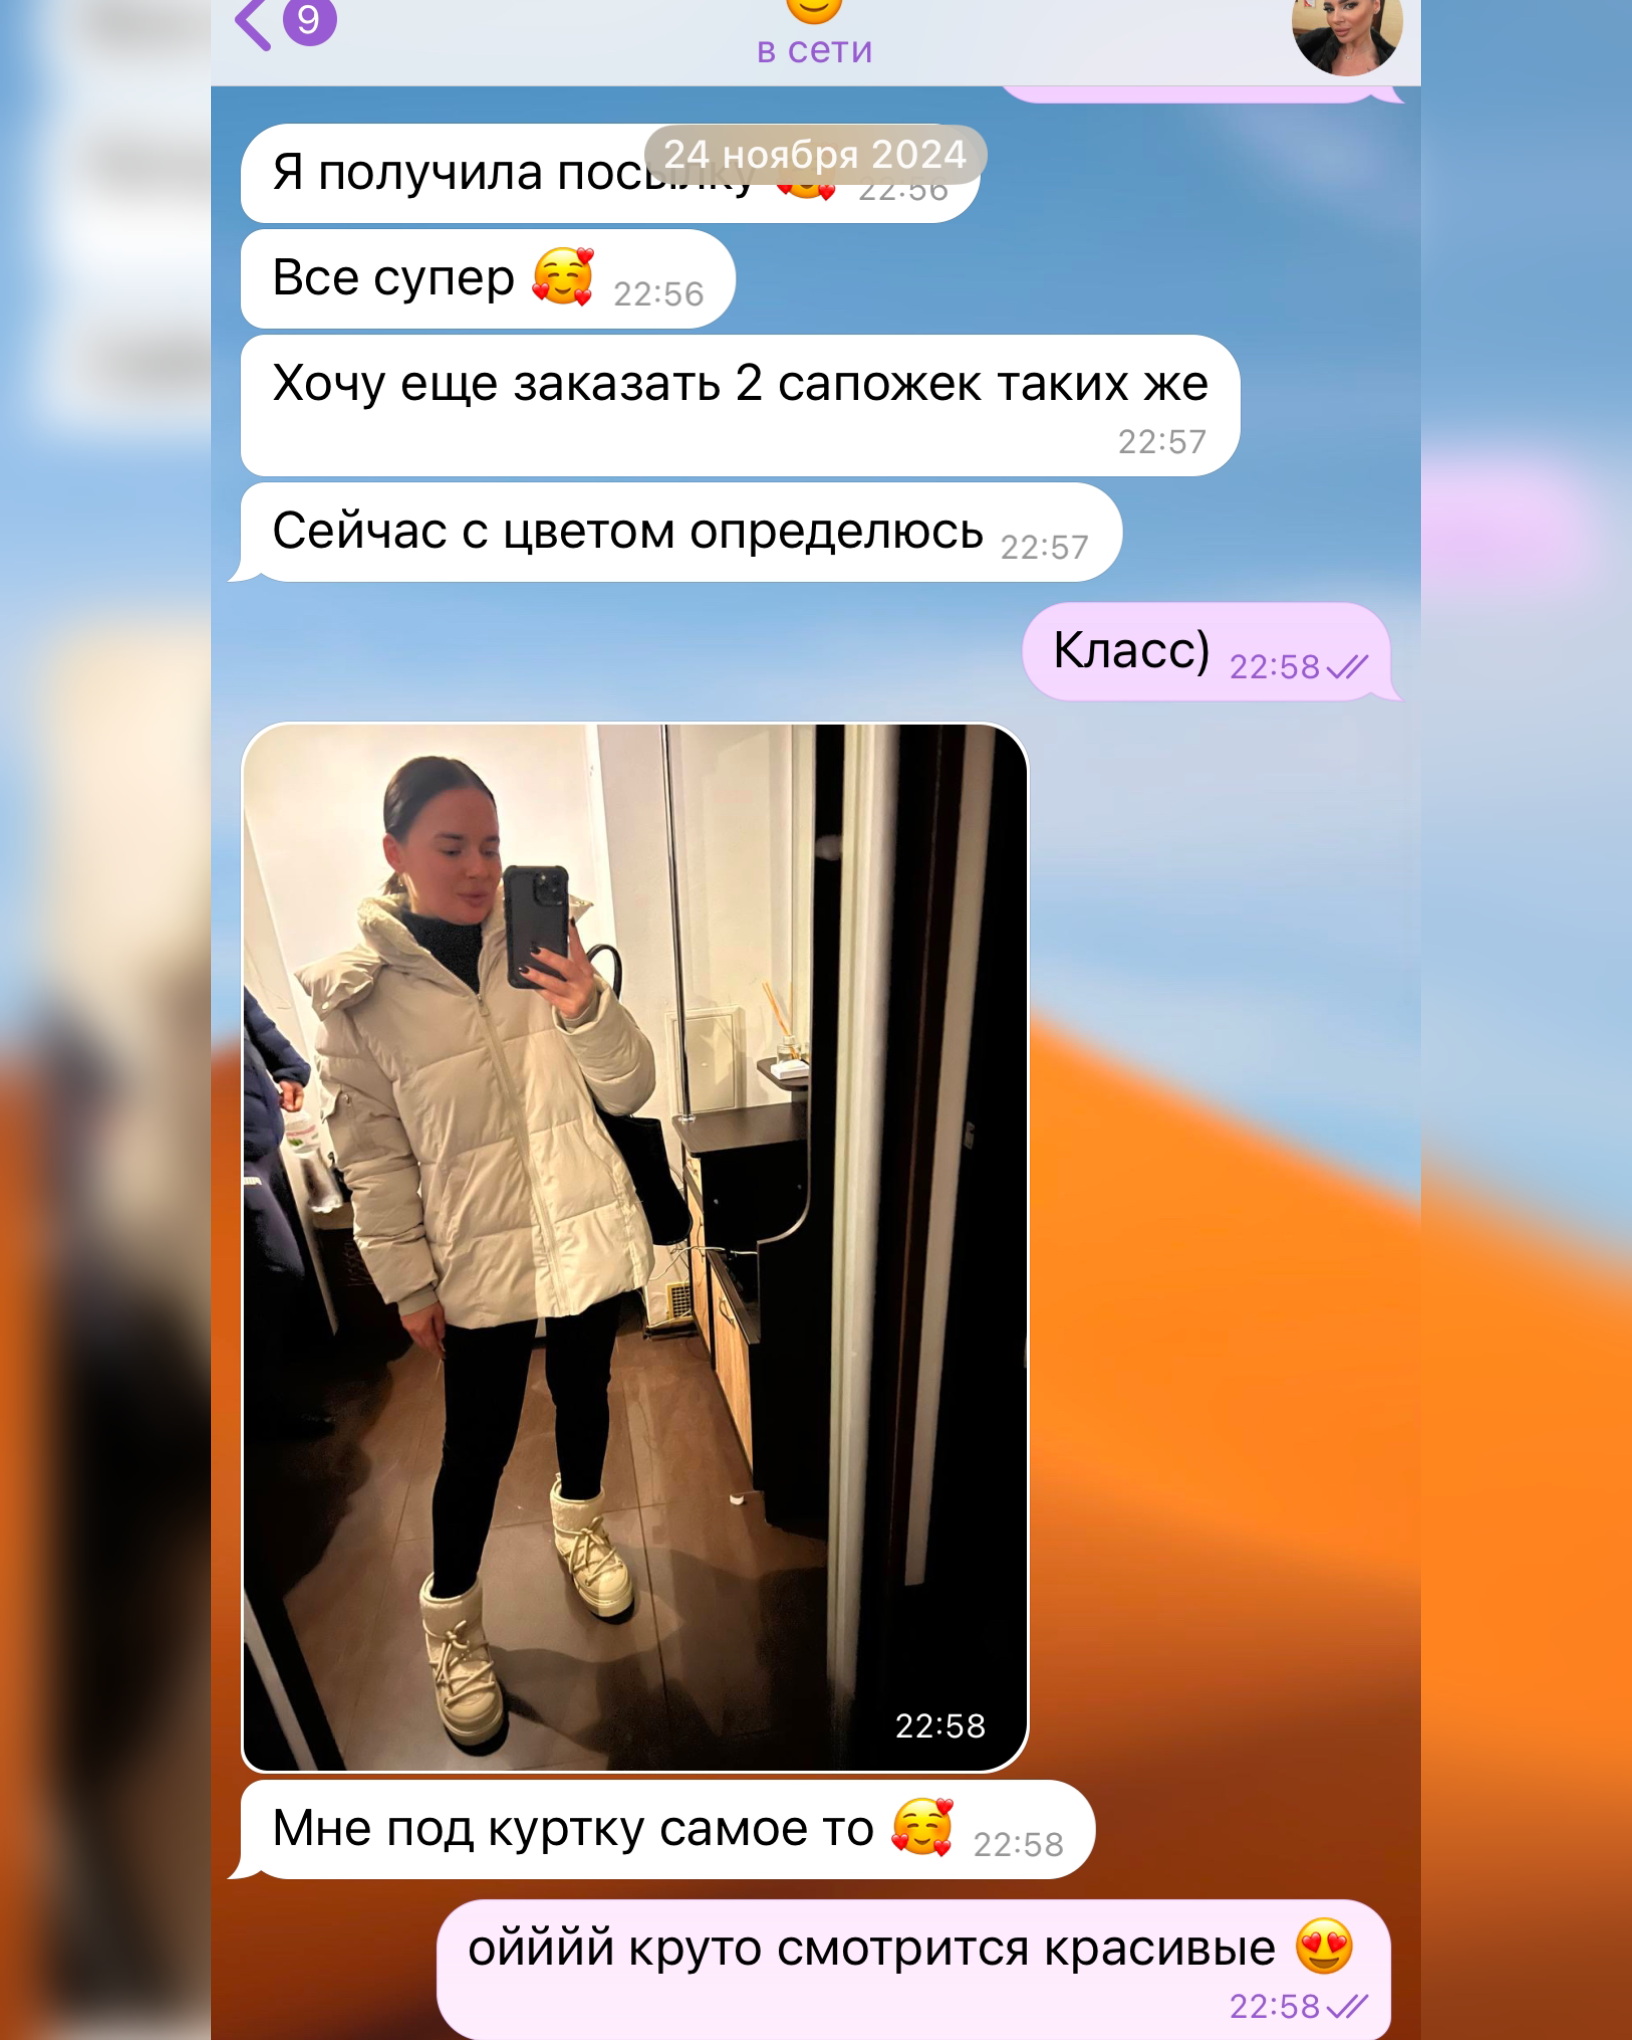 9
в сети
24 ноября 2024
Я получила посылку 🥰 22:56
Все супер 🥰 22:56
Хочу еще заказать 2 сапожек таких же
22:57
Сейчас с цветом определюсь 22:57
Класс) 22:58
22:58
Мне под куртку самое то 🥰 22:58
ойййй круто смотрится красивые 😍
22:58